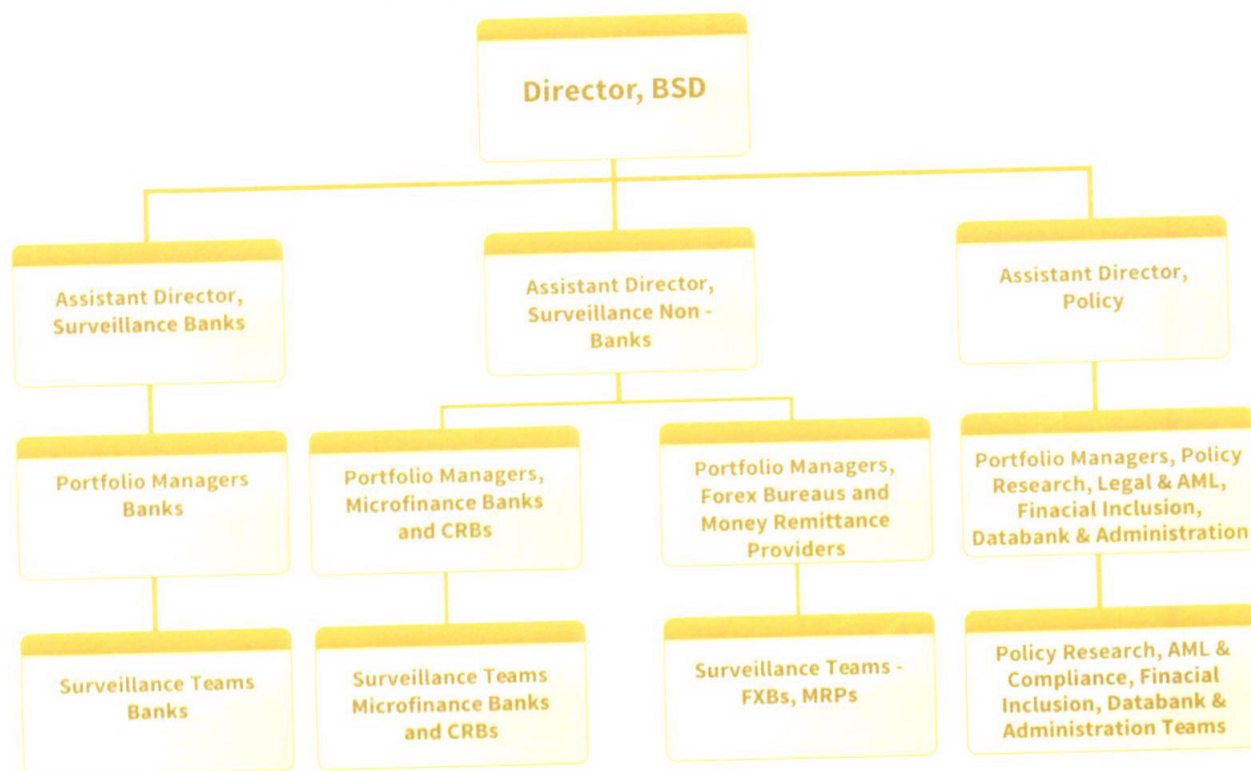 Director, BSD
Assistant Director,
Surveillance Banks
Assistant Director,
Surveillance Non -
Banks
Assistant Director,
Policy
Portfolio Managers
Banks
Portfolio Managers,
Microfinance Banks
and CRBs
Portfolio Managers,
Forex Bureaus and
Money Remittance
Providers
Portfolio Managers, Policy
Research, Legal & AML,
Finacial Inclusion,
Databank & Administration
Surveillance Teams
Banks
Surveillance Teams
Microfinance Banks
and CRBs
Surveillance Teams -
FXBs, MRPs
Policy Research, AML &
Compliance, Finacial
Inclusion, Databank &
Administration Teams